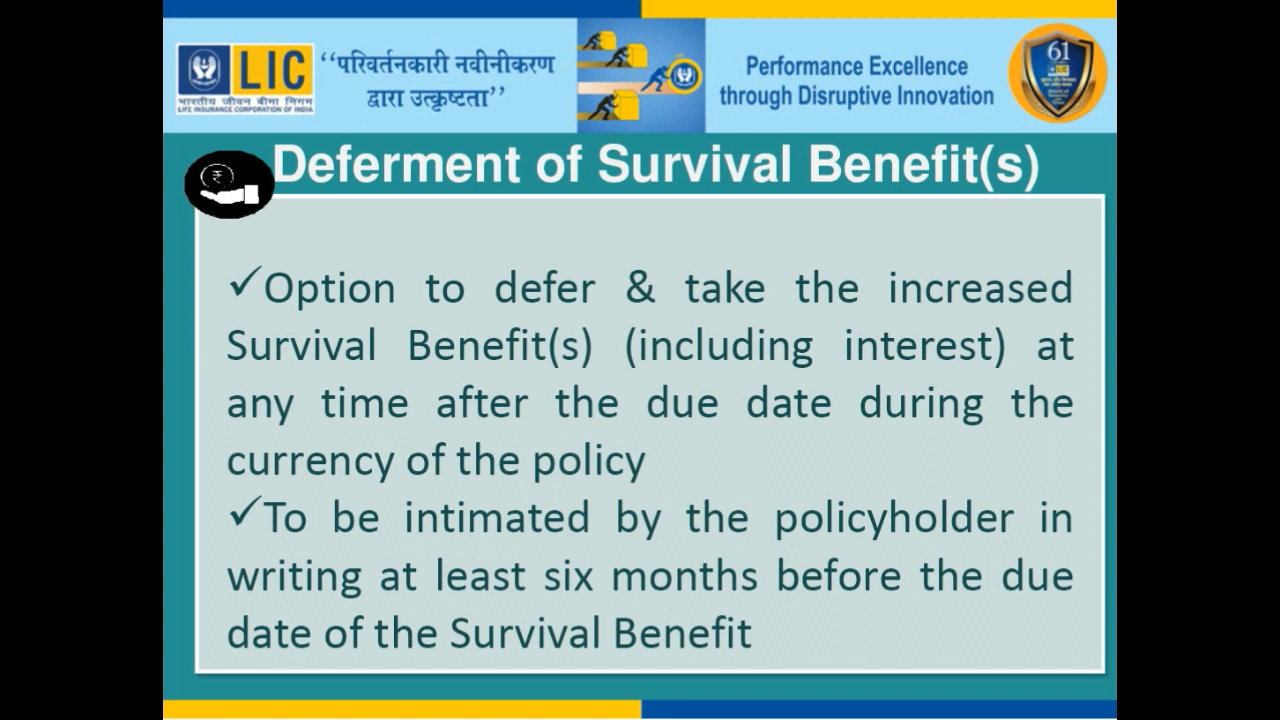 LIC
भारतीय जीवन बीमा निगम
LIFE INSURANCE CORPORATION OF INDIA
‘‘परिवर्तनकारी नवीनीकरण
द्वारा उत्कृष्टता’’
Performance Excellence
through Disruptive Innovation
61
₹
Deferment of Survival Benefit(s)
✓Option to defer & take the increased
Survival Benefit(s) (including interest) at
any time after the due date during the
currency of the policy
✓To be intimated by the policyholder in
writing at least six months before the due
date of the Survival Benefit